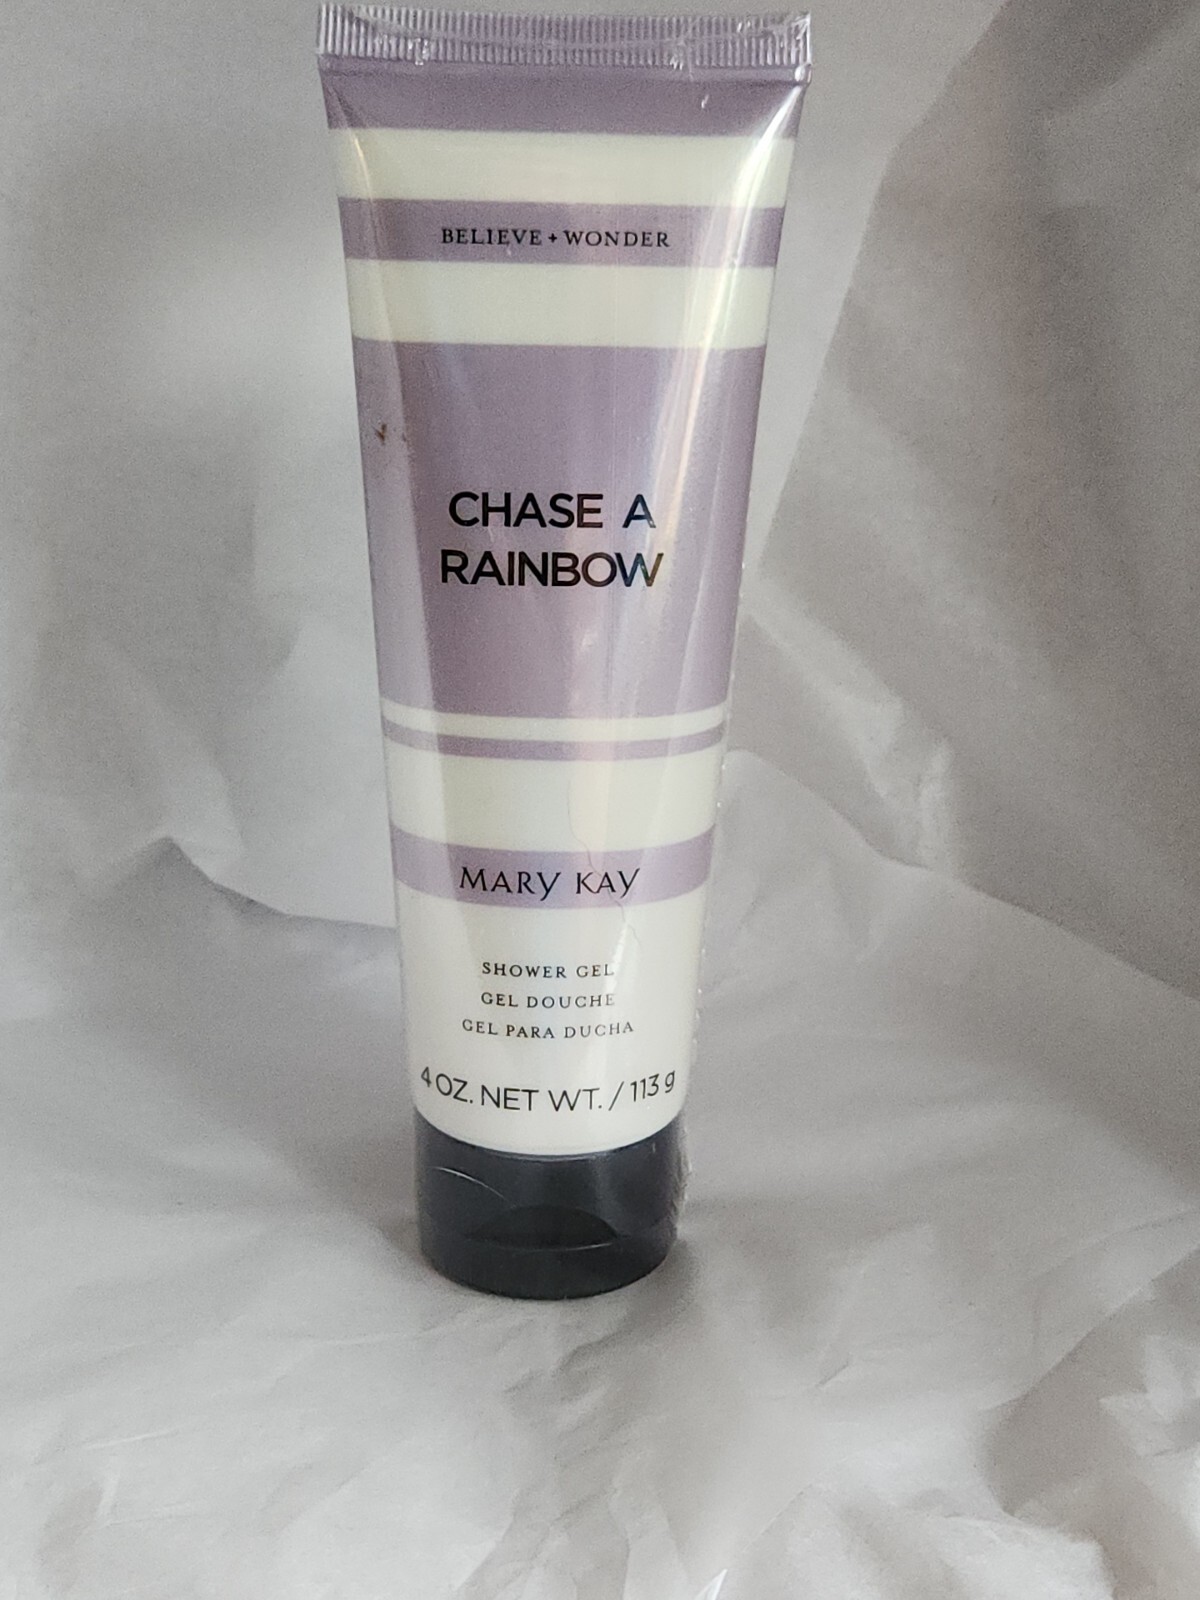 BELIEVE + WONDER
CHASE A
RAINBOW
MARY KAY
SHOWER GEL
GEL DOUCHE
GEL PARA DUCHA
4 OZ. NET WT. / 113 g